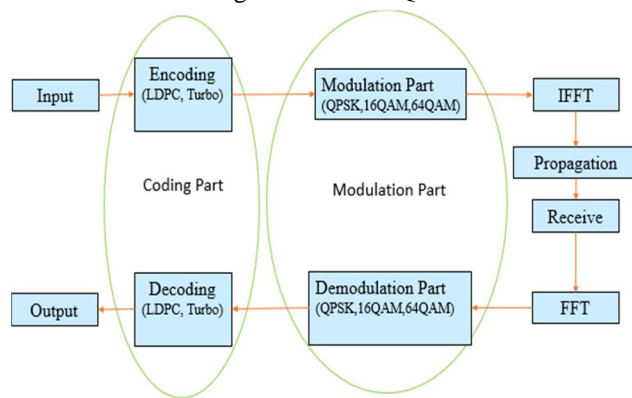 Input
Encoding
(LDPC, Turbo)
Modulation Part
(QPSK,16QAM,64QAM)
IFFT
Propagation
Receive
Coding Part
Modulation Part
Output
Decoding
(LDPC, Turbo)
Demodulation Part
(QPSK,16QAM,64QAM)
FFT